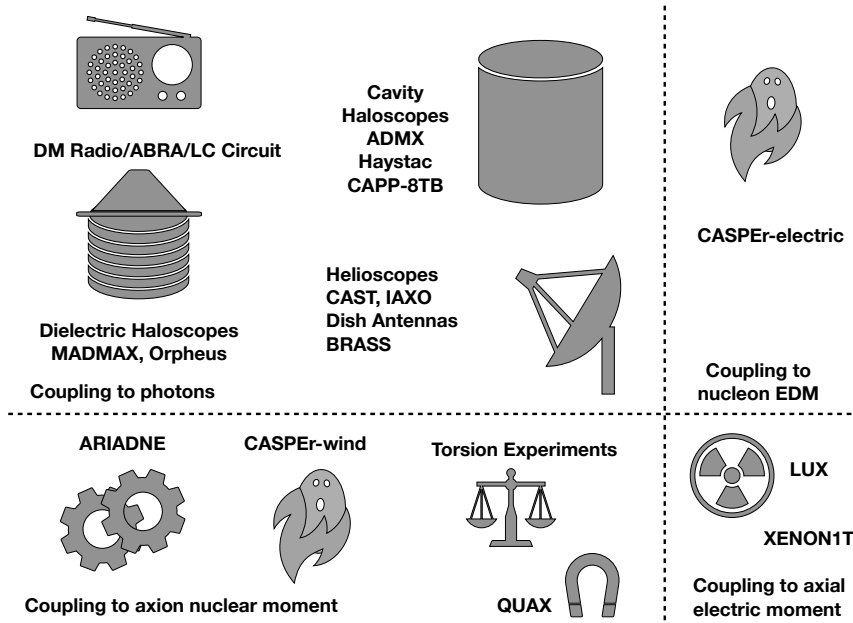 DM Radio/ABRA/LC Circuit
Cavity
Haloscopes
ADMX
Haystac
CAPP-8TB
CASPEr-electric
Dielectric Haloscopes
MADMAX, Orpheus
Helioscopes
CAST, IAXO
Dish Antennas
BRASS
Coupling to photons
Coupling to
nucleon EDM
ARIADNE
CASPEr-wind
Torsion Experiments
QUAX
Coupling to axion nuclear moment
LUX
XENON1T
Coupling to axial
electric moment